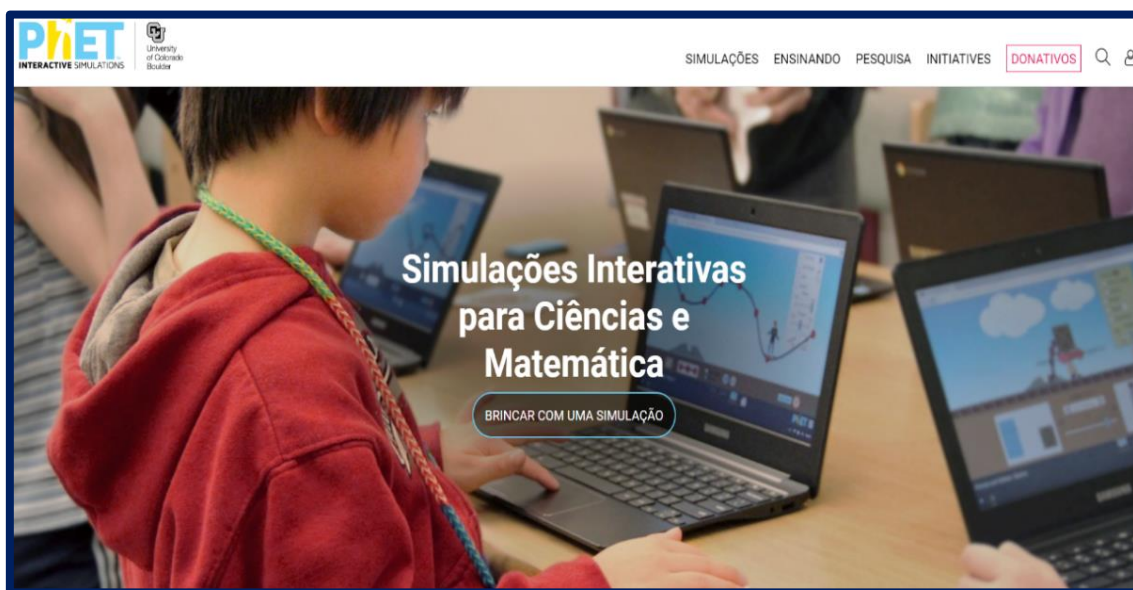 PhET
INTERACTIVE SIMULATIONS
University
of Colorado
Boulder
SIMULAÇÕES ENSINANDO PESQUISA INITIATIVES DONATIVOS
Simulações Interativas
para Ciências e
Matemática
BRINCAR COM UMA SIMULAÇÃO